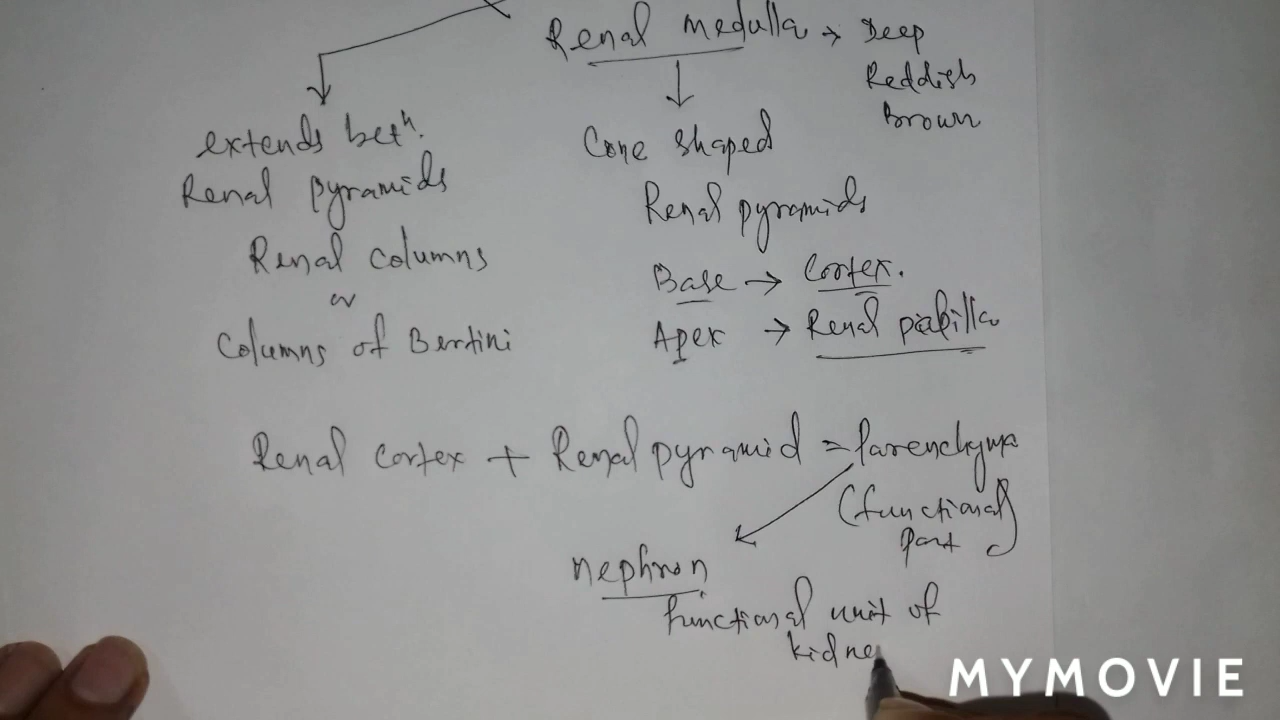 Renal medulla → Deep
Reddish
Brown
extends betⁿ.
Renal pyramids
Renal columns
or
Columns of Bertini
Cone shaped
Renal pyramids
Base → Cortex.
Apex → Renal papilla
Renal cortex + Renal pyramid = Parenchyma
(functional)
part
nephron
functional unit of
kidne
MYMOVIE